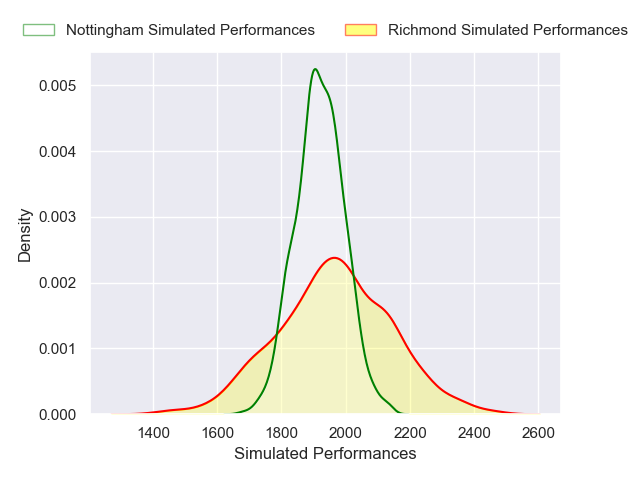 Nottingham Simulated Performances
Richmond Simulated Performances
0.005
0.004
0.003
0.002
0.001
0.000
Density
1400 1600 1800 2000 2200 2400 2600
Simulated Performances